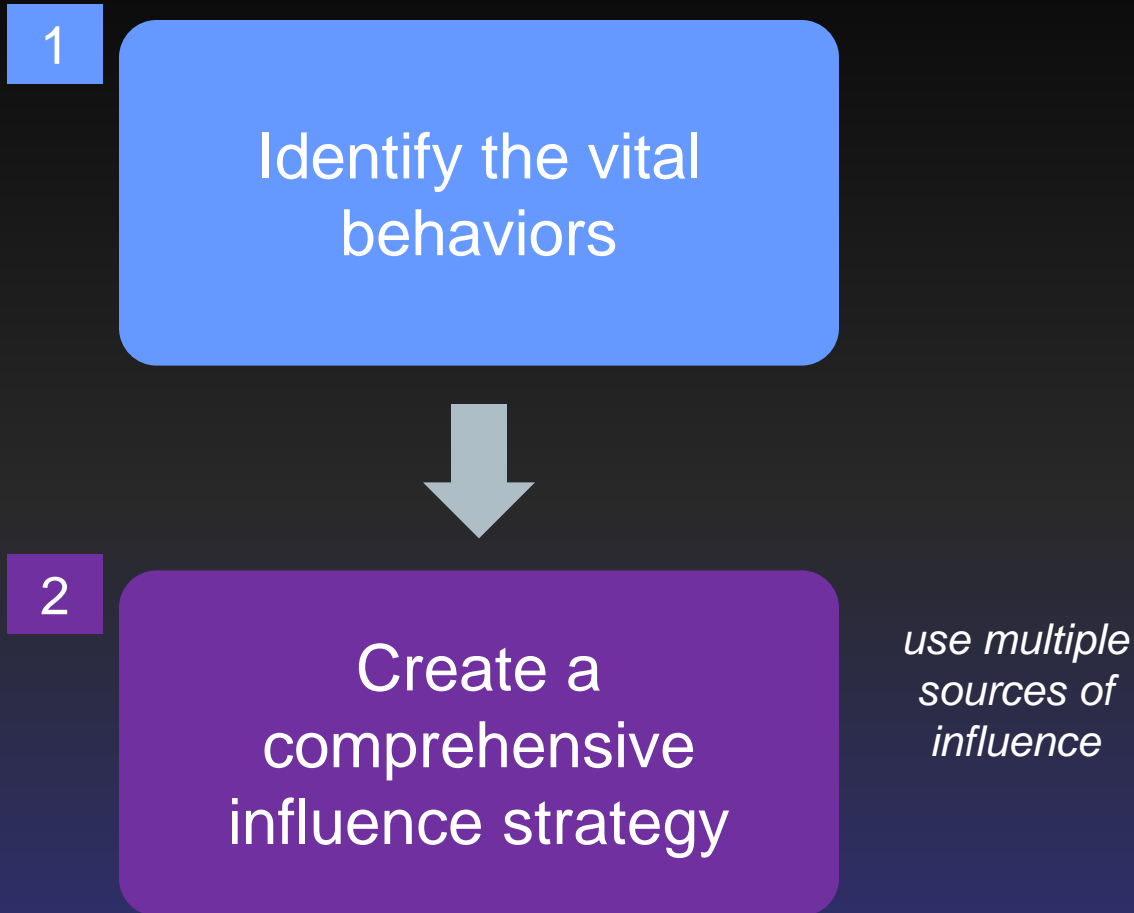 1
Identify the vital
behaviors
2
Create a
comprehensive
influence strategy
use multiple
sources of
influence